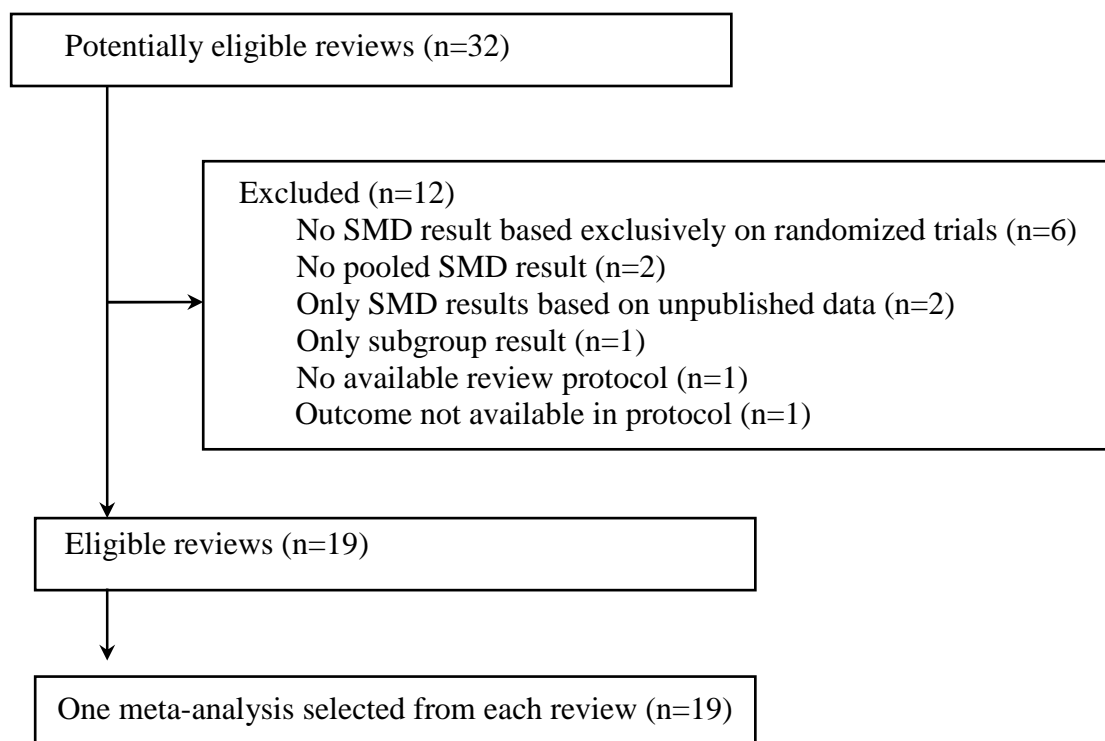 Potentially eligible reviews (n=32)
Excluded (n=12)
No SMD result based exclusively on randomized trials (n=6)
No pooled SMD result (n=2)
Only SMD results based on unpublished data (n=2)
Only subgroup result (n=1)
No available review protocol (n=1)
Outcome not available in protocol (n=1)
Eligible reviews (n=19)
One meta-analysis selected from each review (n=19)